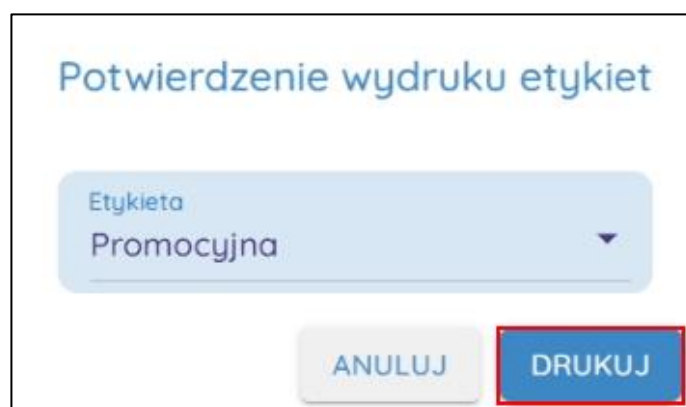 Potwierdzenie wydruku etykiet
Etykieta
Promocyjna
ANULUJ DRUKUJ